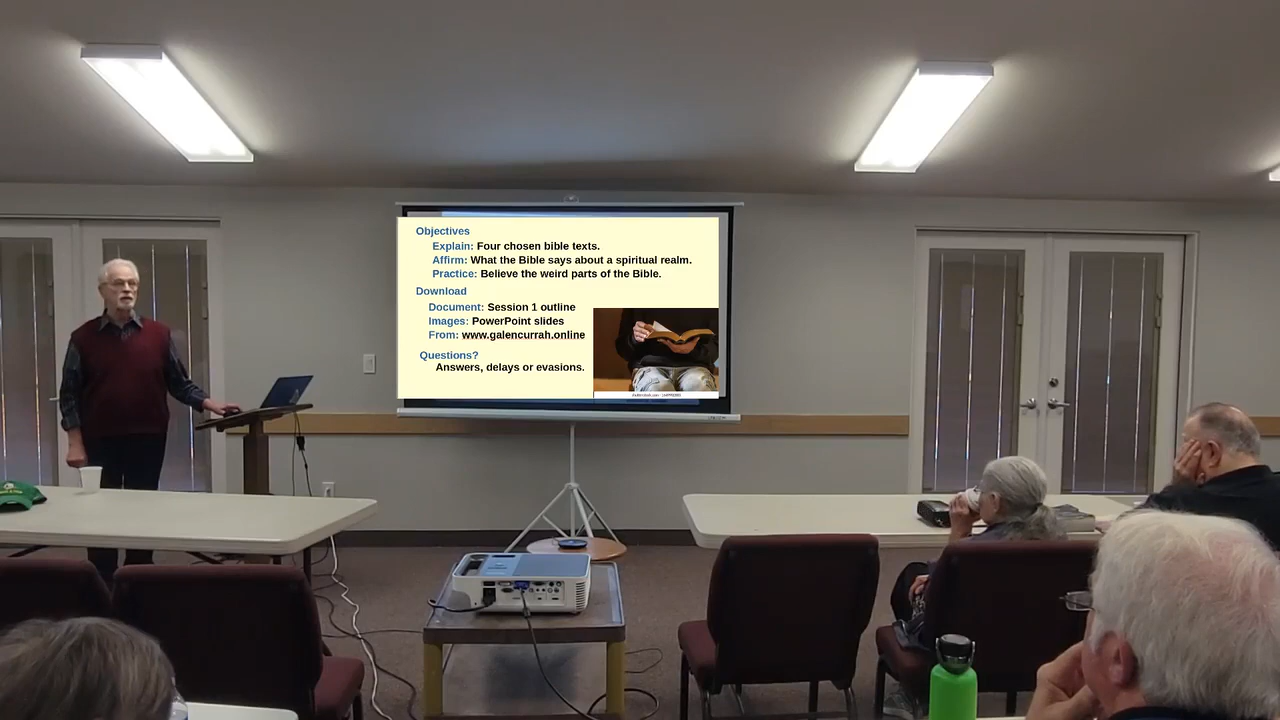 Objectives
Explain: Four chosen bible texts.
Affirm: What the Bible says about a spiritual realm.
Practice: Believe the weird parts of the Bible.
Download
Document: Session 1 outline
Images: PowerPoint slides
From: www.galencurrah.online
Questions?
Answers, delays or evasions.